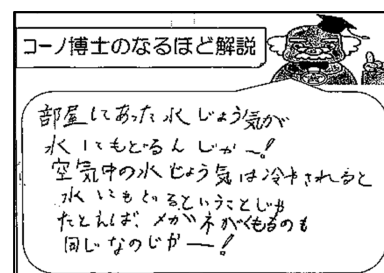 コーノ博士のなるほど解説
部屋にあった水じょう気が
水にもどるんじゃー!
空気中の水じょう気は冷やされると
水にもどるということじゃ
たとえば、メガネがくもるのも
同じなのじゃー!